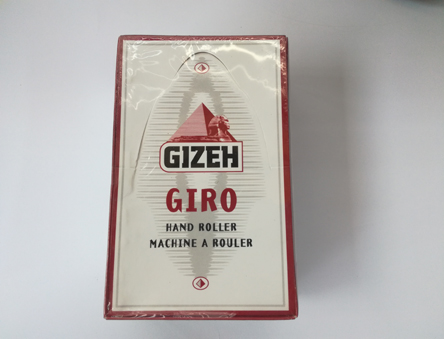 GIZEH
GIRO
HAND ROLLER
MACHINE A ROULER